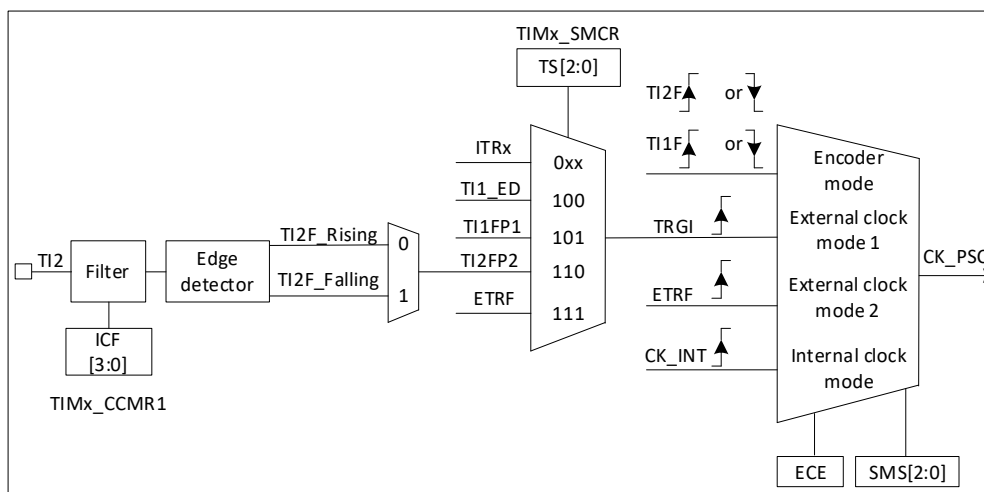 TIMx_SMCR
TS[2:0]
TI2F or
TI1F or
ITRx
0xx
Encoder
mode
TI1_ED
100
TI1FP1
101
TRGI
External clock
mode 1
TI2
Filter
Edge
detector
TI2F_Rising
0
TI2F_Falling
1
TI2FP2
110
CK_PSC
ETRF
111
ETRF
External clock
mode 2
ICF
[3:0]
CK_INT
Internal clock
mode
TIMx_CCMR1
ECE
SMS[2:0]